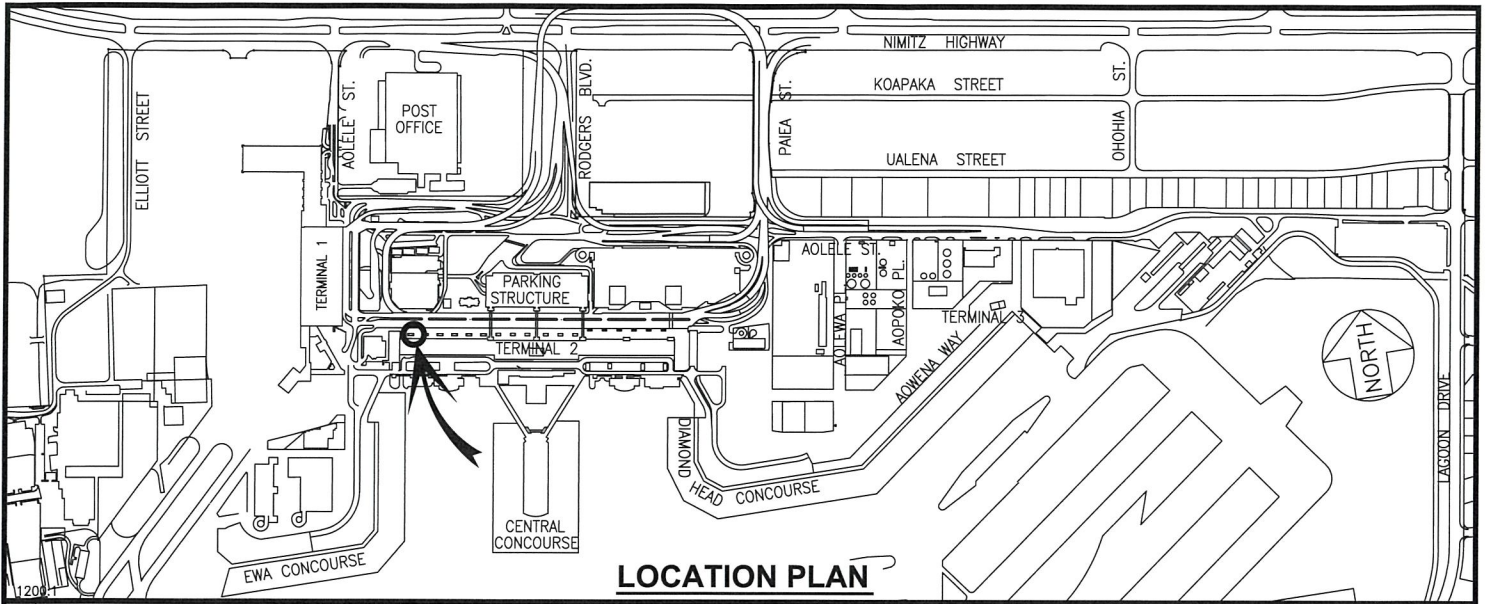 NIMITZ HIGHWAY
KOAPAKA STREET
UALENA STREET
ELLIOTT STREET
AOLELE ST.
POST
OFFICE
RODGERS BLVD.
PAIEA ST.
OHOHIA ST.
TERMINAL 1
PARKING
STRUCTURE
TERMINAL 2
AOLELE ST.
AOLEWA PL.
AOPOKO PL.
TERMINAL 3
AOWENA WAY
NORTH
LAGOON DRIVE
DIAMOND HEAD CONCOURSE
CENTRAL
CONCOURSE
EWA CONCOURSE
LOCATION PLAN
1200:1